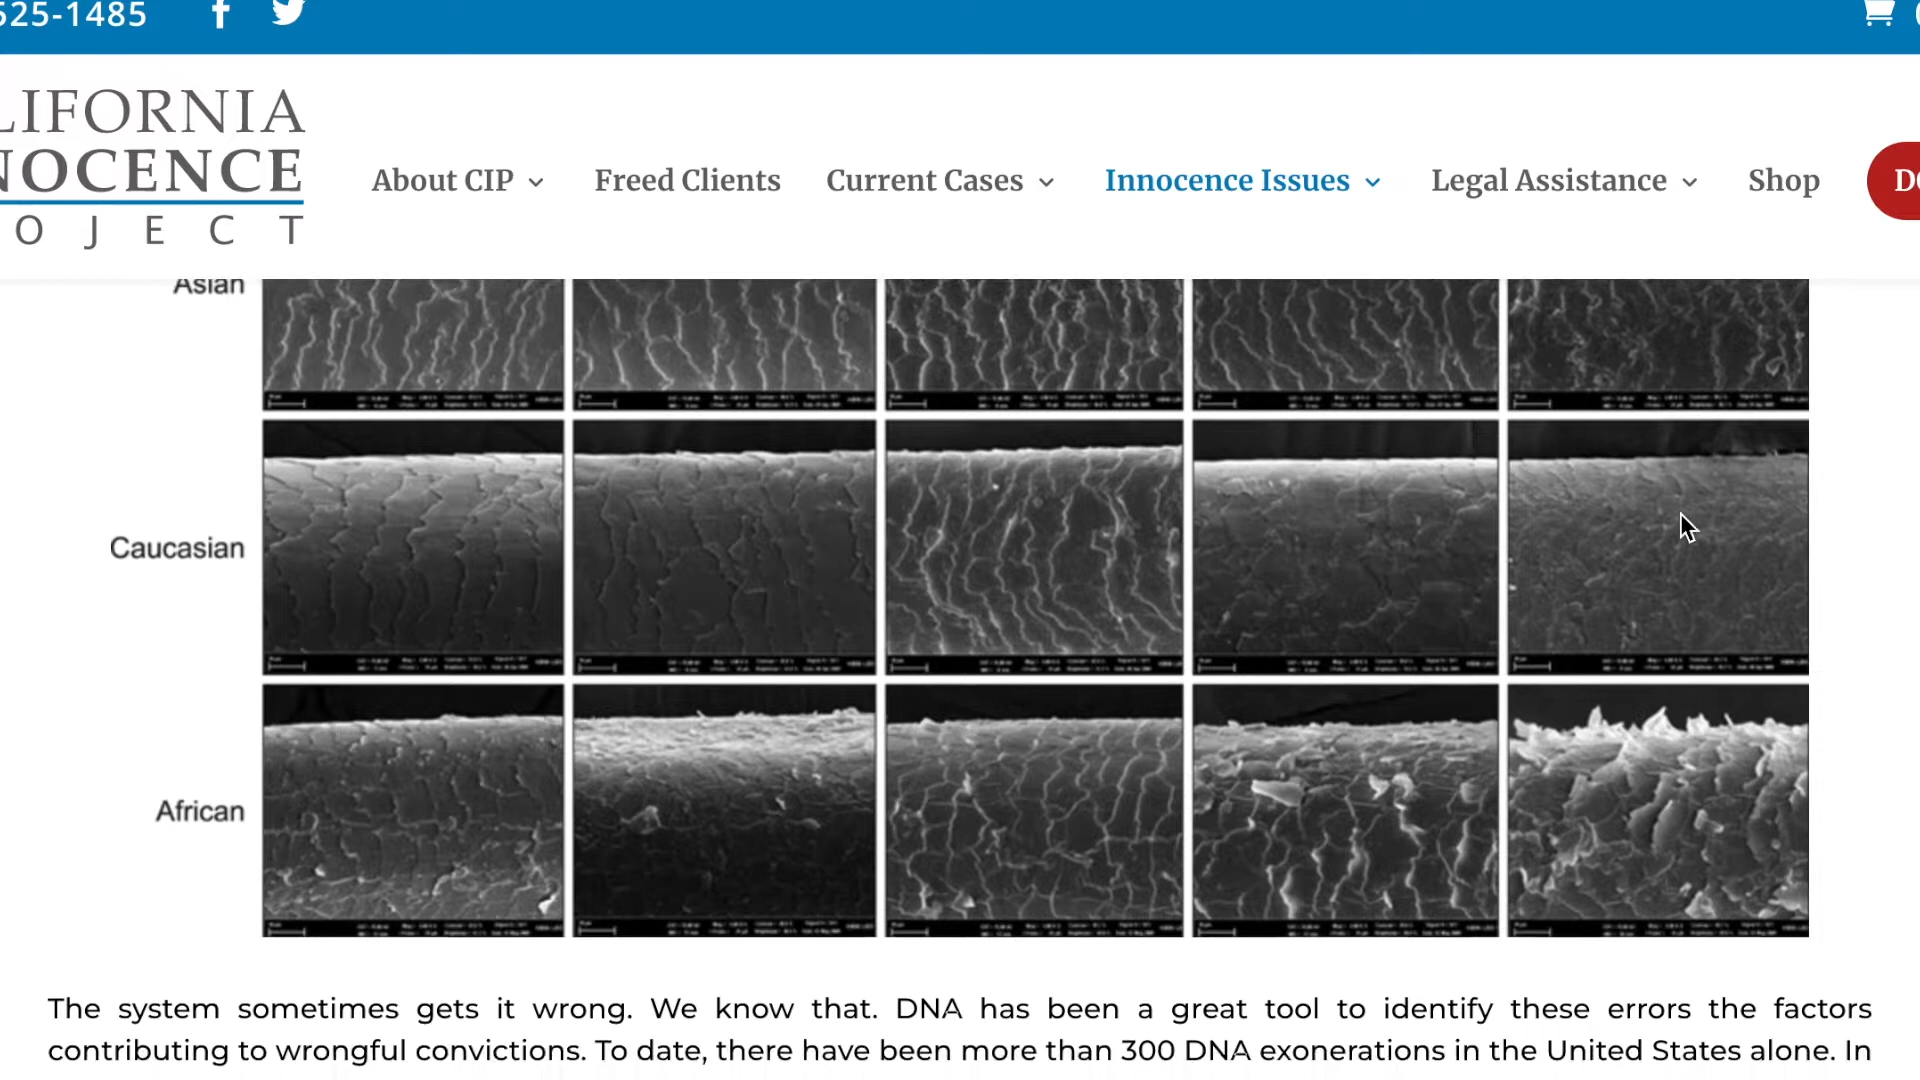 525-1485
LIFORNIA
NOCENCE
OJECT
About CIP
Freed Clients
Current Cases
Innocence Issues
Legal Assistance
Shop
Asian
Caucasian
African
The system sometimes gets it wrong. We know that. DNA has been a great tool to identify these errors the factors
contributing to wrongful convictions. To date, there have been more than 300 DNA exonerations in the United States alone. In